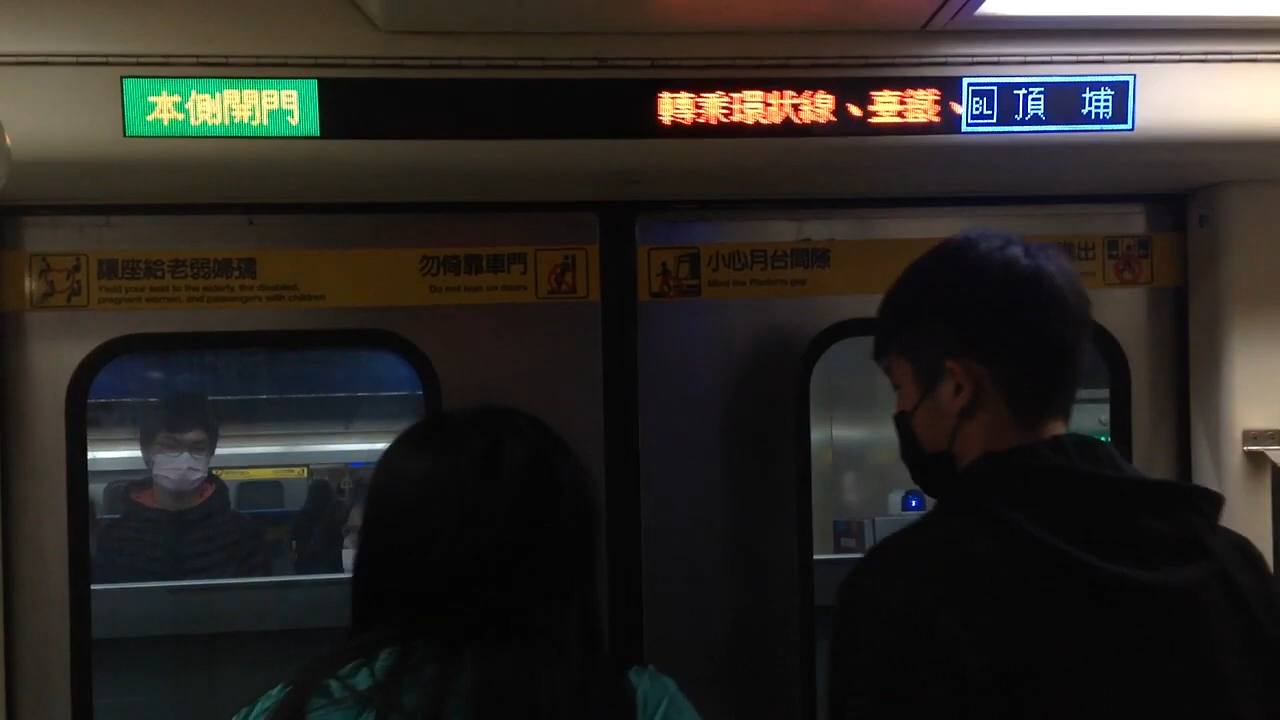 本側開門
轉乘環狀線、臺鐵、
BL 頂 埔
讓座給老弱婦孺
Yield your seat to the elderly, the disabled,
pregnant women, and passengers with children
勿倚靠車門
Do not lean on doors
小心月台間隙
Mind the Platform gap
出